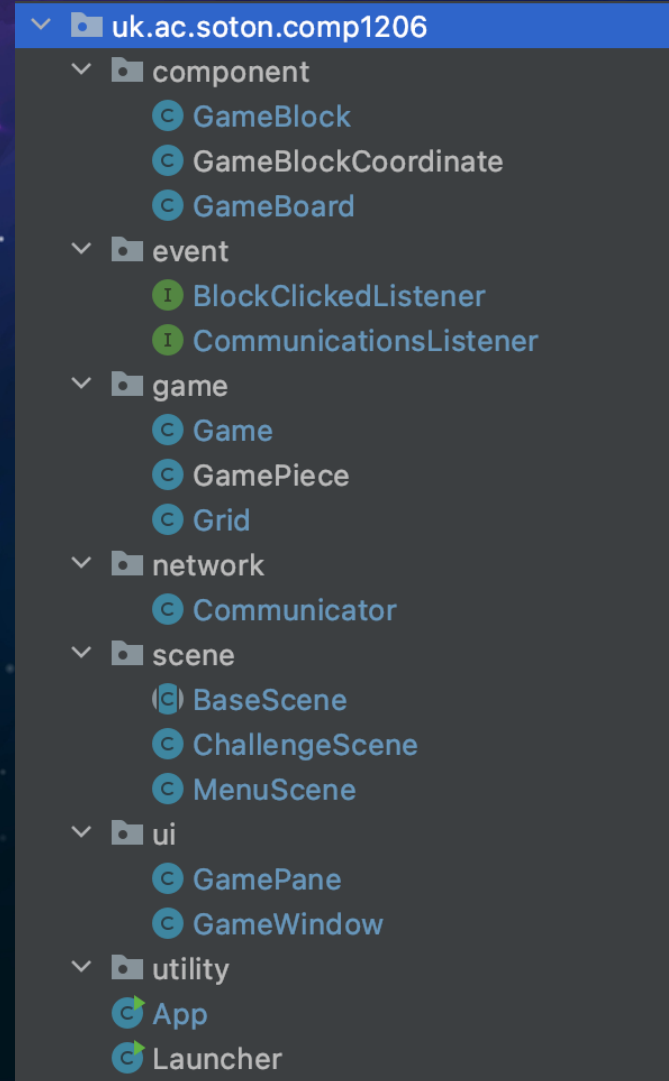 uk.ac.soton.comp1206
component
C GameBlock
C GameBlockCoordinate
C GameBoard
event
I BlockClickedListener
I CommunicationsListener
game
C Game
C GamePiece
C Grid
network
C Communicator
scene
C BaseScene
C ChallengeScene
C MenuScene
ui
C GamePane
C GameWindow
utility
C App
C Launcher